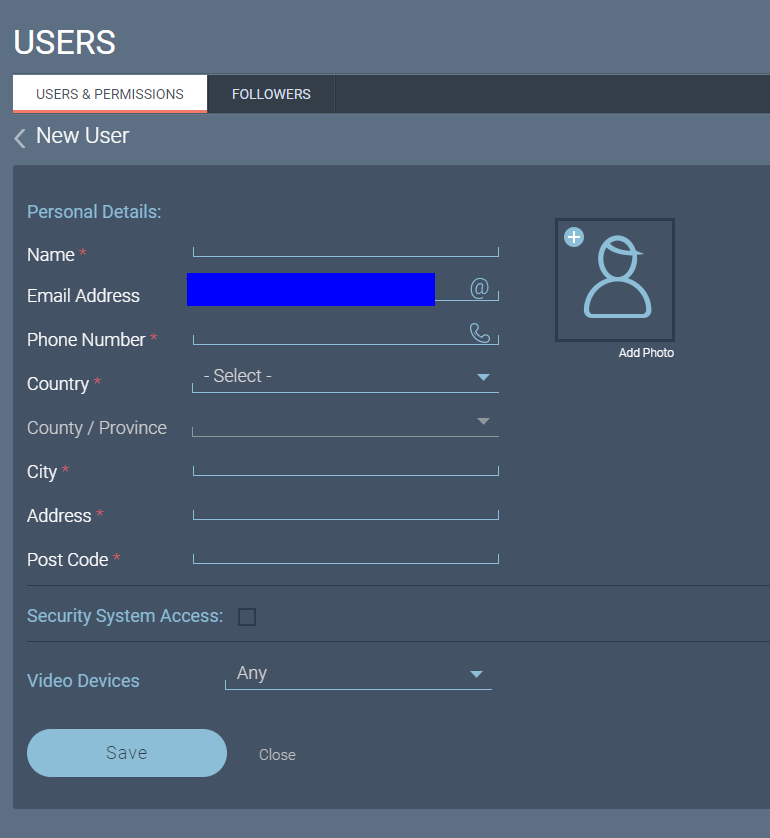 USERS
USERS & PERMISSIONS FOLLOWERS
New User
Personal Details:
Name *
Email Address @
Phone Number *
Add Photo
Country * - Select -
County / Province
City *
Address *
Post Code *
Security System Access:
Video Devices Any
Save Close